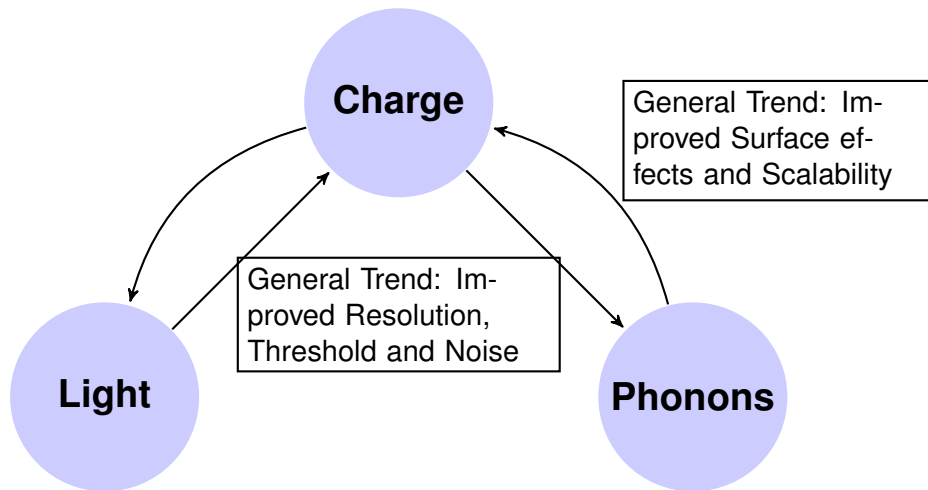 Charge
General Trend: Im-
proved Surface ef-
fects and Scalability
General Trend: Im-
proved Resolution,
Threshold and Noise
Light
Phonons